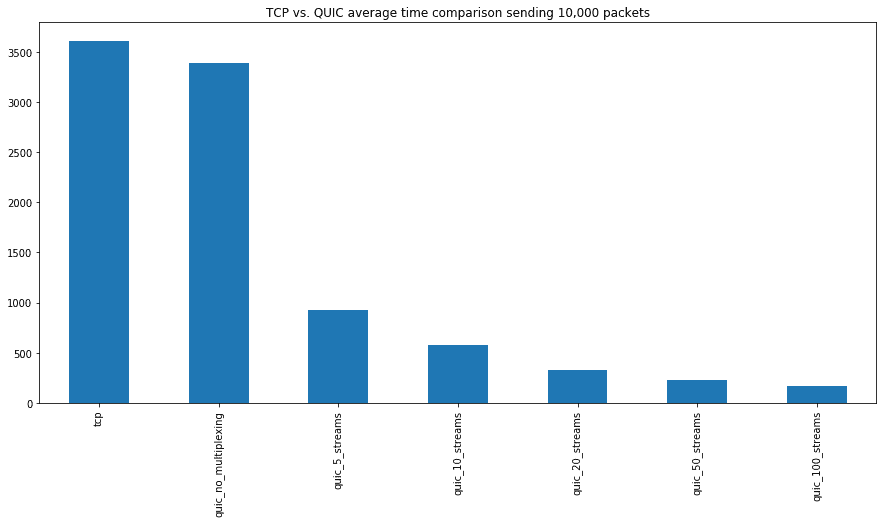 TCP vs. QUIC average time comparison sending 10,000 packets
3500
3000
2500
2000
1500
1000
500
0
tcp
quic_no_multiplexing
quic_5_streams
quic_10_streams
quic_20_streams
quic_50_streams
quic_100_streams